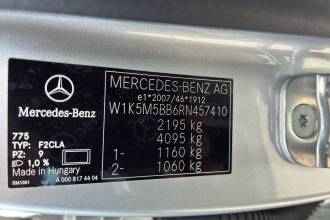 Mercedes-Benz
775
TYP: F2CLA
PZ: 9
1,0 %
Made in Hungary
A 000 817 44 04
MERCEDES-BENZ AG
e1*2007/46*1912
W1K5M5BB6RN457410
2195 kg
4095 kg
1- 1160 kg
2- 1060 kg